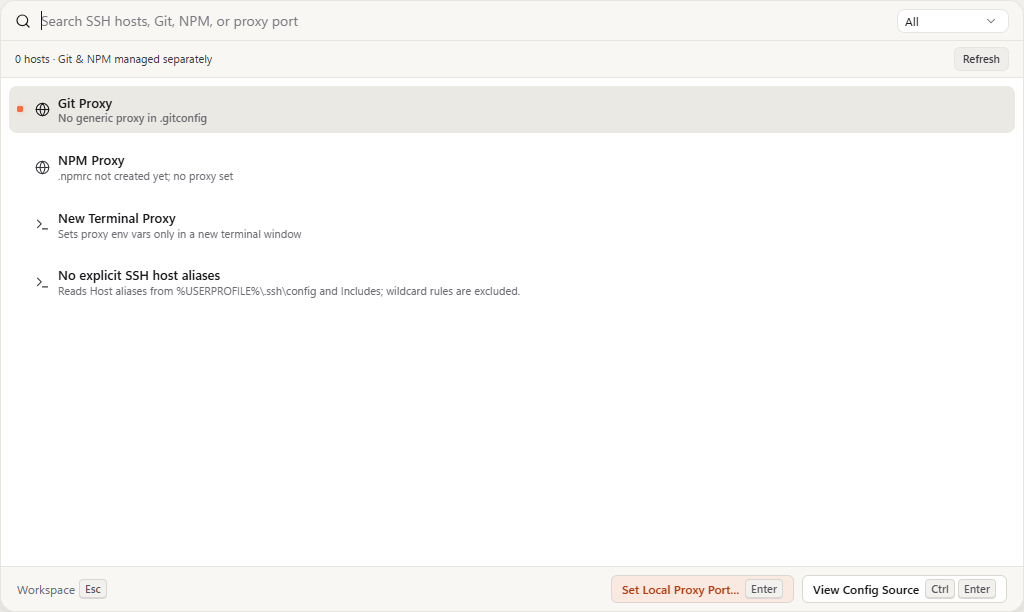 Search SSH hosts, Git, NPM, or proxy port
All
0 hosts · Git & NPM managed separately
Refresh
Git Proxy
No generic proxy in .gitconfig
NPM Proxy
.npmrc not created yet; no proxy set
New Terminal Proxy
Sets proxy env vars only in a new terminal window
No explicit SSH host aliases
Reads Host aliases from %USERPROFILE%\.ssh\config and Includes; wildcard rules are excluded.
Workspace Esc
Set Local Proxy Port... Enter
View Config Source Ctrl Enter